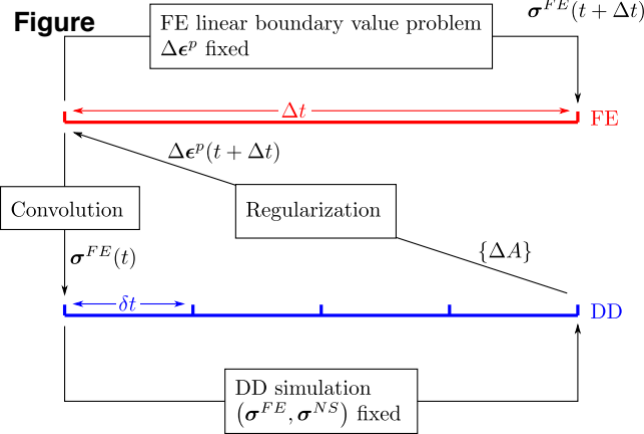 Figure
σ^{FE}(t + Δt)
FE linear boundary value problem
Δϵ^p fixed
Δt
FE
Δϵ^p(t + Δt)
Convolution
Regularization
σ^{FE}(t)
{ΔA}
δt
DD
DD simulation
(σ^{FE}, σ^{NS}) fixed